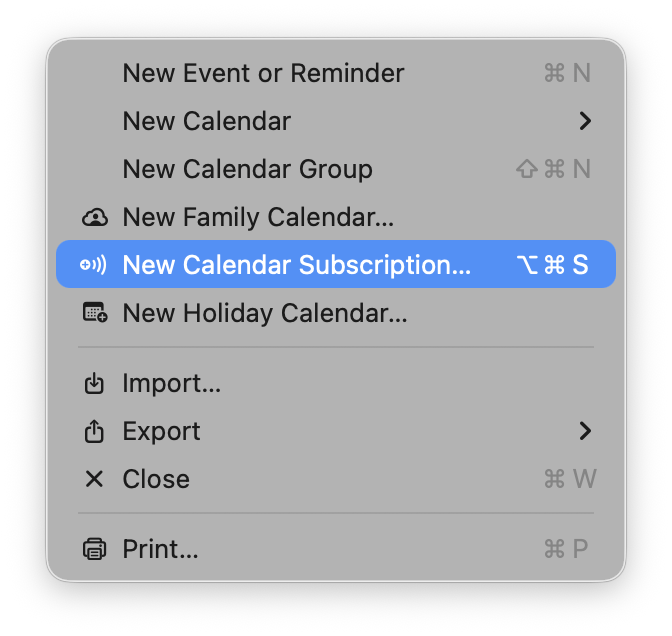 New Event or Reminder ⌘ N
New Calendar
New Calendar Group ⇧ ⌘ N
New Family Calendar...
New Calendar Subscription... ⌥ ⌘ S
New Holiday Calendar...
Import...
Export
Close ⌘ W
Print... ⌘ P